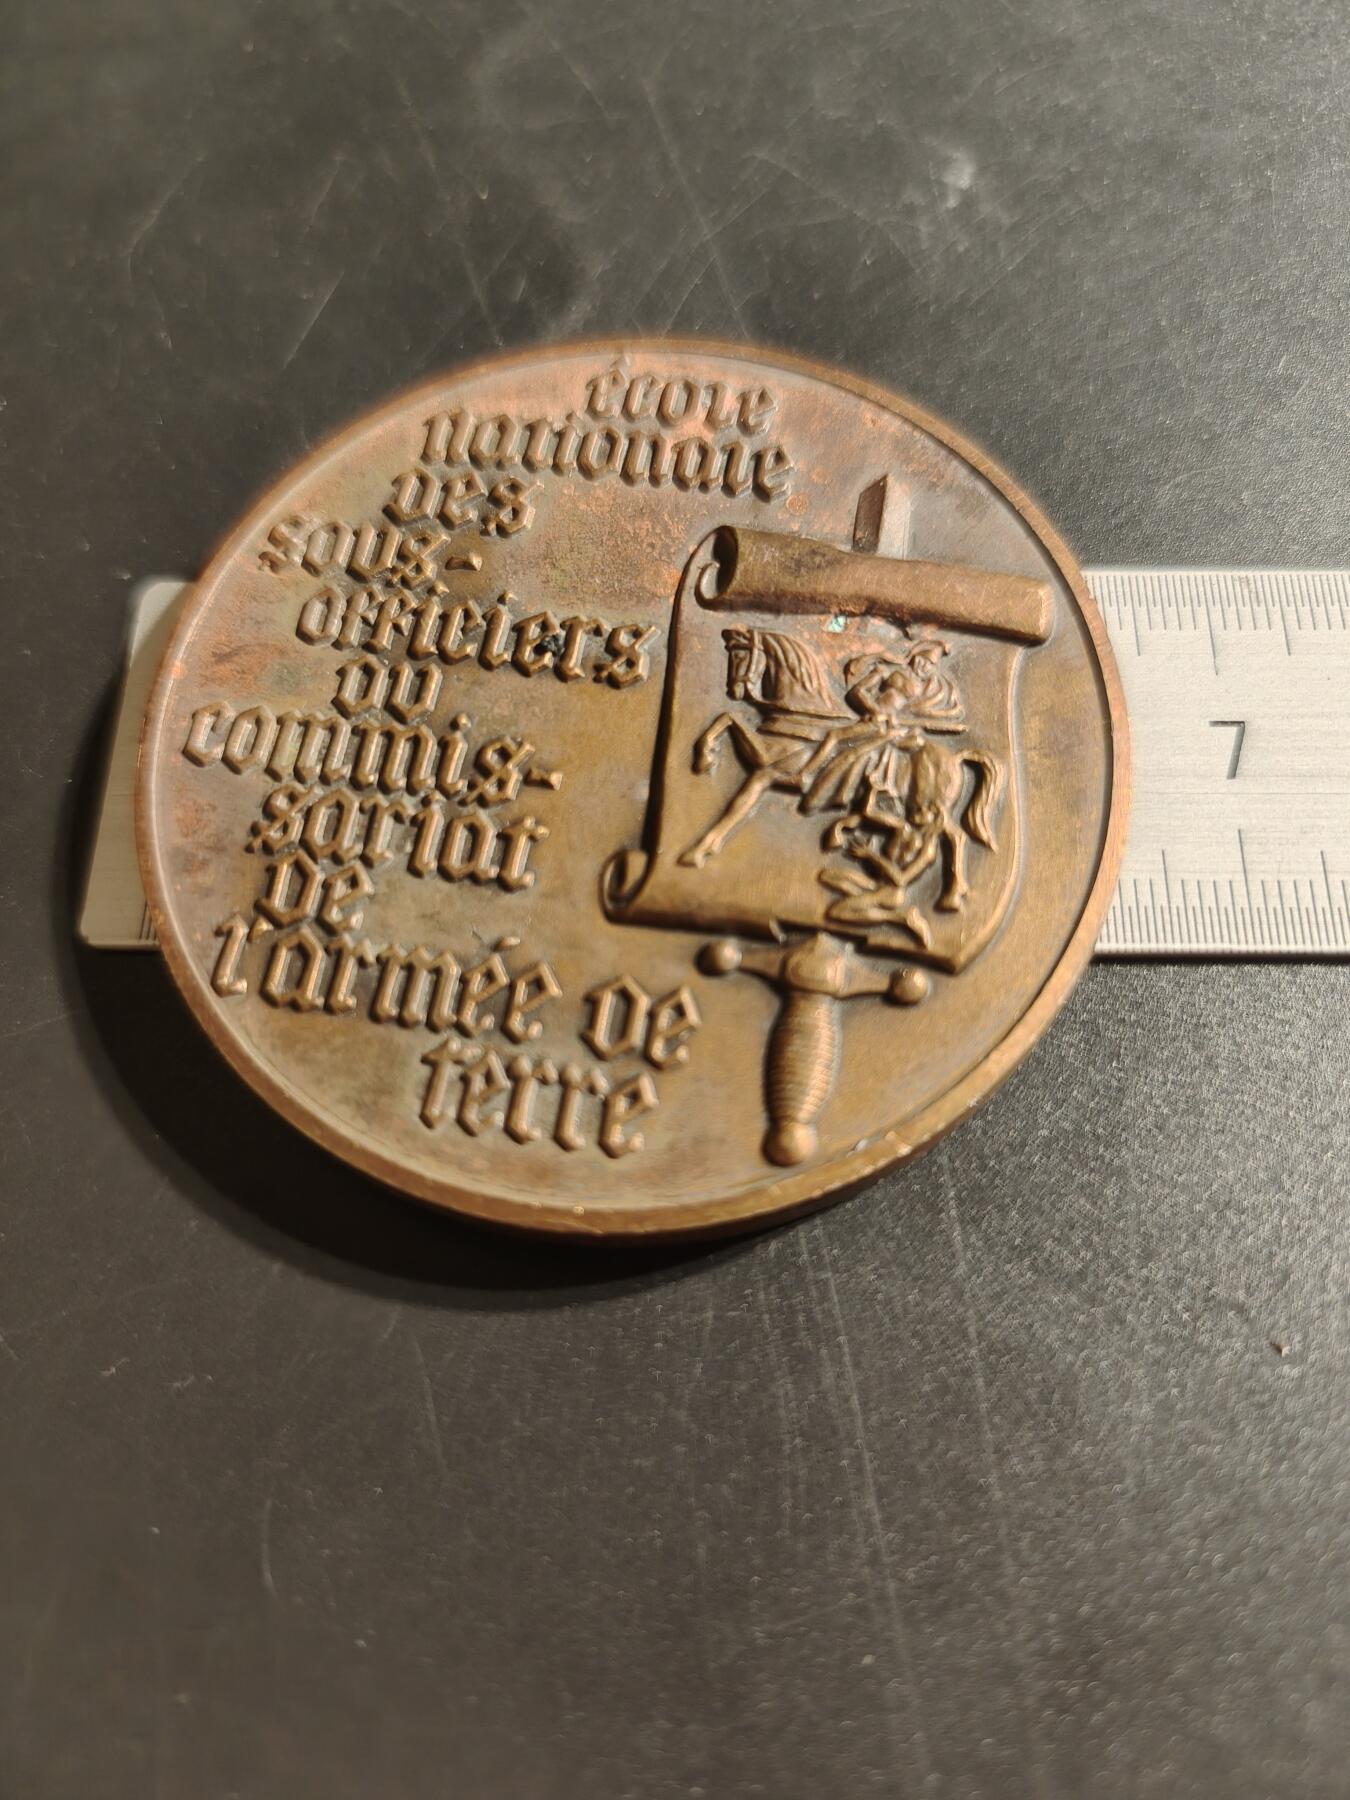 école
nationale
des
sous-
officiers
du
commis-
sariat
de
l'armée de
terre
7